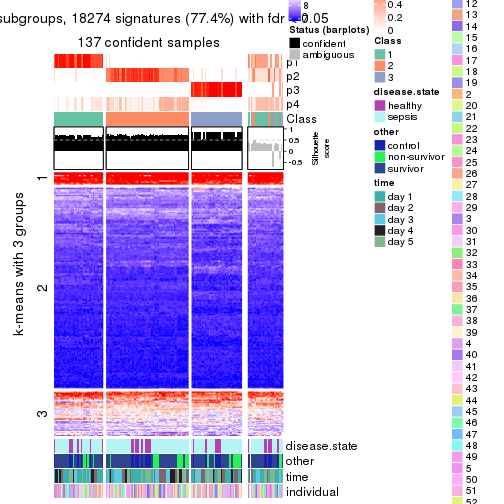 subgroups, 18274 signatures (77.4%) with fdr < 0.05
137 confident samples
p1
p2
p3
p4
Class
1
0.5
0
-0.5
Silhouette
score
k-means with 3 groups
1
2
3
disease.state
other
time
individual
8
Status (barplots)
confident
ambiguous
0.4
0.2
0
Class
1
2
3
disease.state
healthy
sepsis
other
control
non-survivor
survivor
time
day 1
day 2
day 3
day 4
day 5
12
13
14
15
16
17
18
19
2
20
21
22
23
24
25
26
27
28
29
3
30
31
32
33
34
35
36
37
38
39
4
40
41
42
43
44
45
46
47
48
49
5
50
51
52